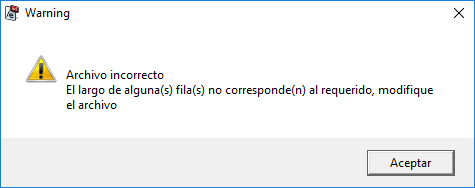 Warning
Archivo incorrecto
El largo de alguna(s) fila(s) no corresponde(n) al requerido, modifique
el archivo
Aceptar